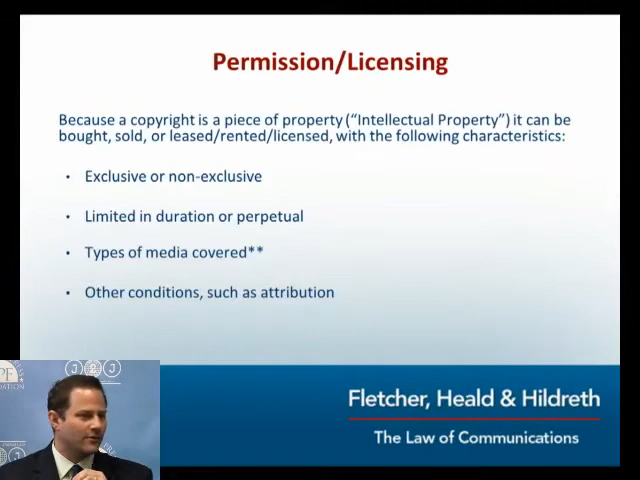 Permission/Licensing
Because a copyright is a piece of property (“Intellectual Property”) it can be
bought, sold, or leased/rented/licensed, with the following characteristics:
• Exclusive or non-exclusive
• Limited in duration or perpetual
• Types of media covered**
• Other conditions, such as attribution
Fletcher, Heald & Hildreth
The Law of Communications